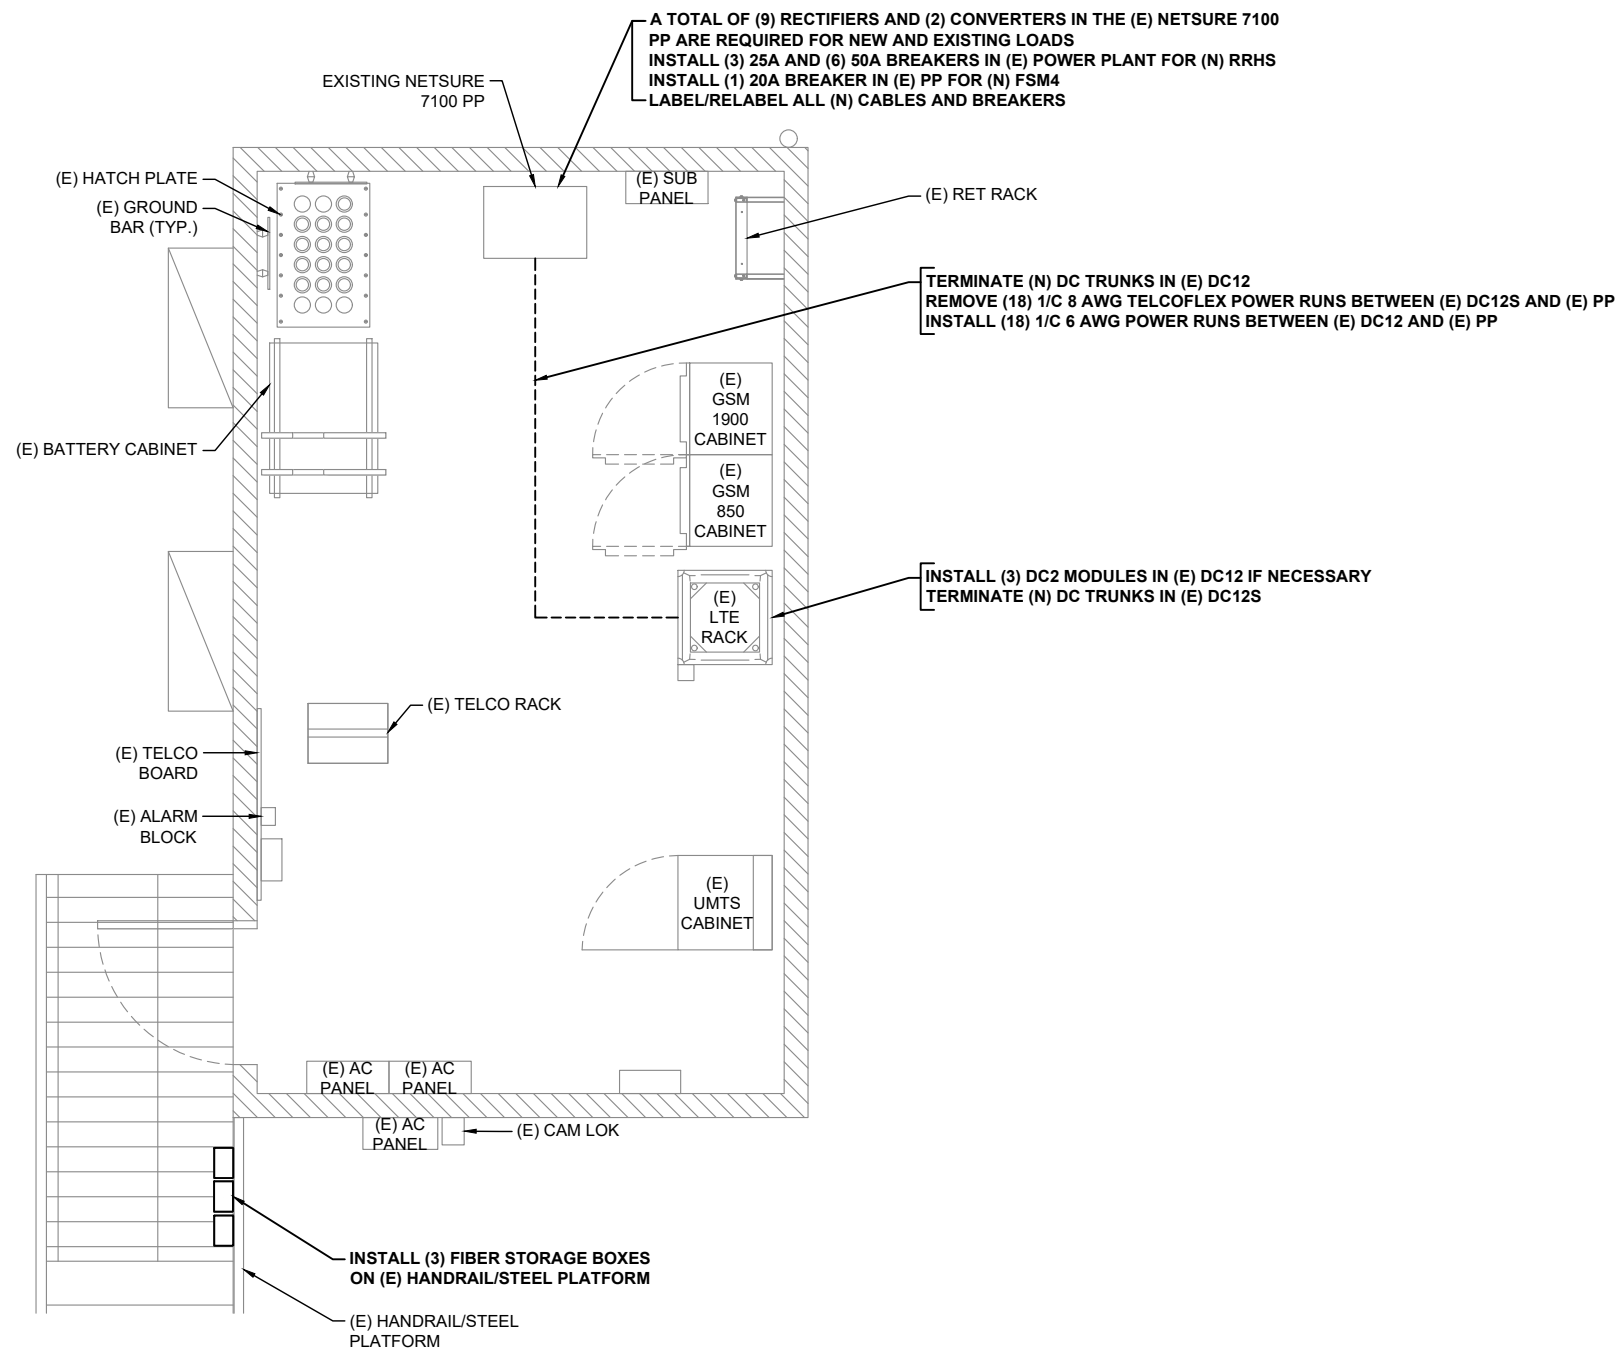 A TOTAL OF (9) RECTIFIERS AND (2) CONVERTERS IN THE (E) NETSURE 7100
PP ARE REQUIRED FOR NEW AND EXISTING LOADS
INSTALL (3) 25A AND (6) 50A BREAKERS IN (E) POWER PLANT FOR (N) RRHS
INSTALL (1) 20A BREAKER IN (E) PP FOR (N) FSM4
LABEL/RELABEL ALL (N) CABLES AND BREAKERS
EXISTING NETSURE
7100 PP
(E) HATCH PLATE
(E) GROUND
BAR (TYP.)
(E) SUB
PANEL
(E) RET RACK
TERMINATE (N) DC TRUNKS IN (E) DC12
REMOVE (18) 1/C 8 AWG TELCOFLEX POWER RUNS BETWEEN (E) DC12S AND (E) PP
INSTALL (18) 1/C 6 AWG POWER RUNS BETWEEN (E) DC12 AND (E) PP
(E)
GSM
1900
CABINET
(E) BATTERY CABINET
(E)
GSM
850
CABINET
INSTALL (3) DC2 MODULES IN (E) DC12 IF NECESSARY
TERMINATE (N) DC TRUNKS IN (E) DC12S
(E)
LTE
RACK
(E) TELCO RACK
(E) TELCO
BOARD
(E) ALARM
BLOCK
(E)
UMTS
CABINET
(E) AC
PANEL
(E) AC
PANEL
(E) AC
PANEL
(E) CAM LOK
INSTALL (3) FIBER STORAGE BOXES
ON (E) HANDRAIL/STEEL PLATFORM
(E) HANDRAIL/STEEL
PLATFORM